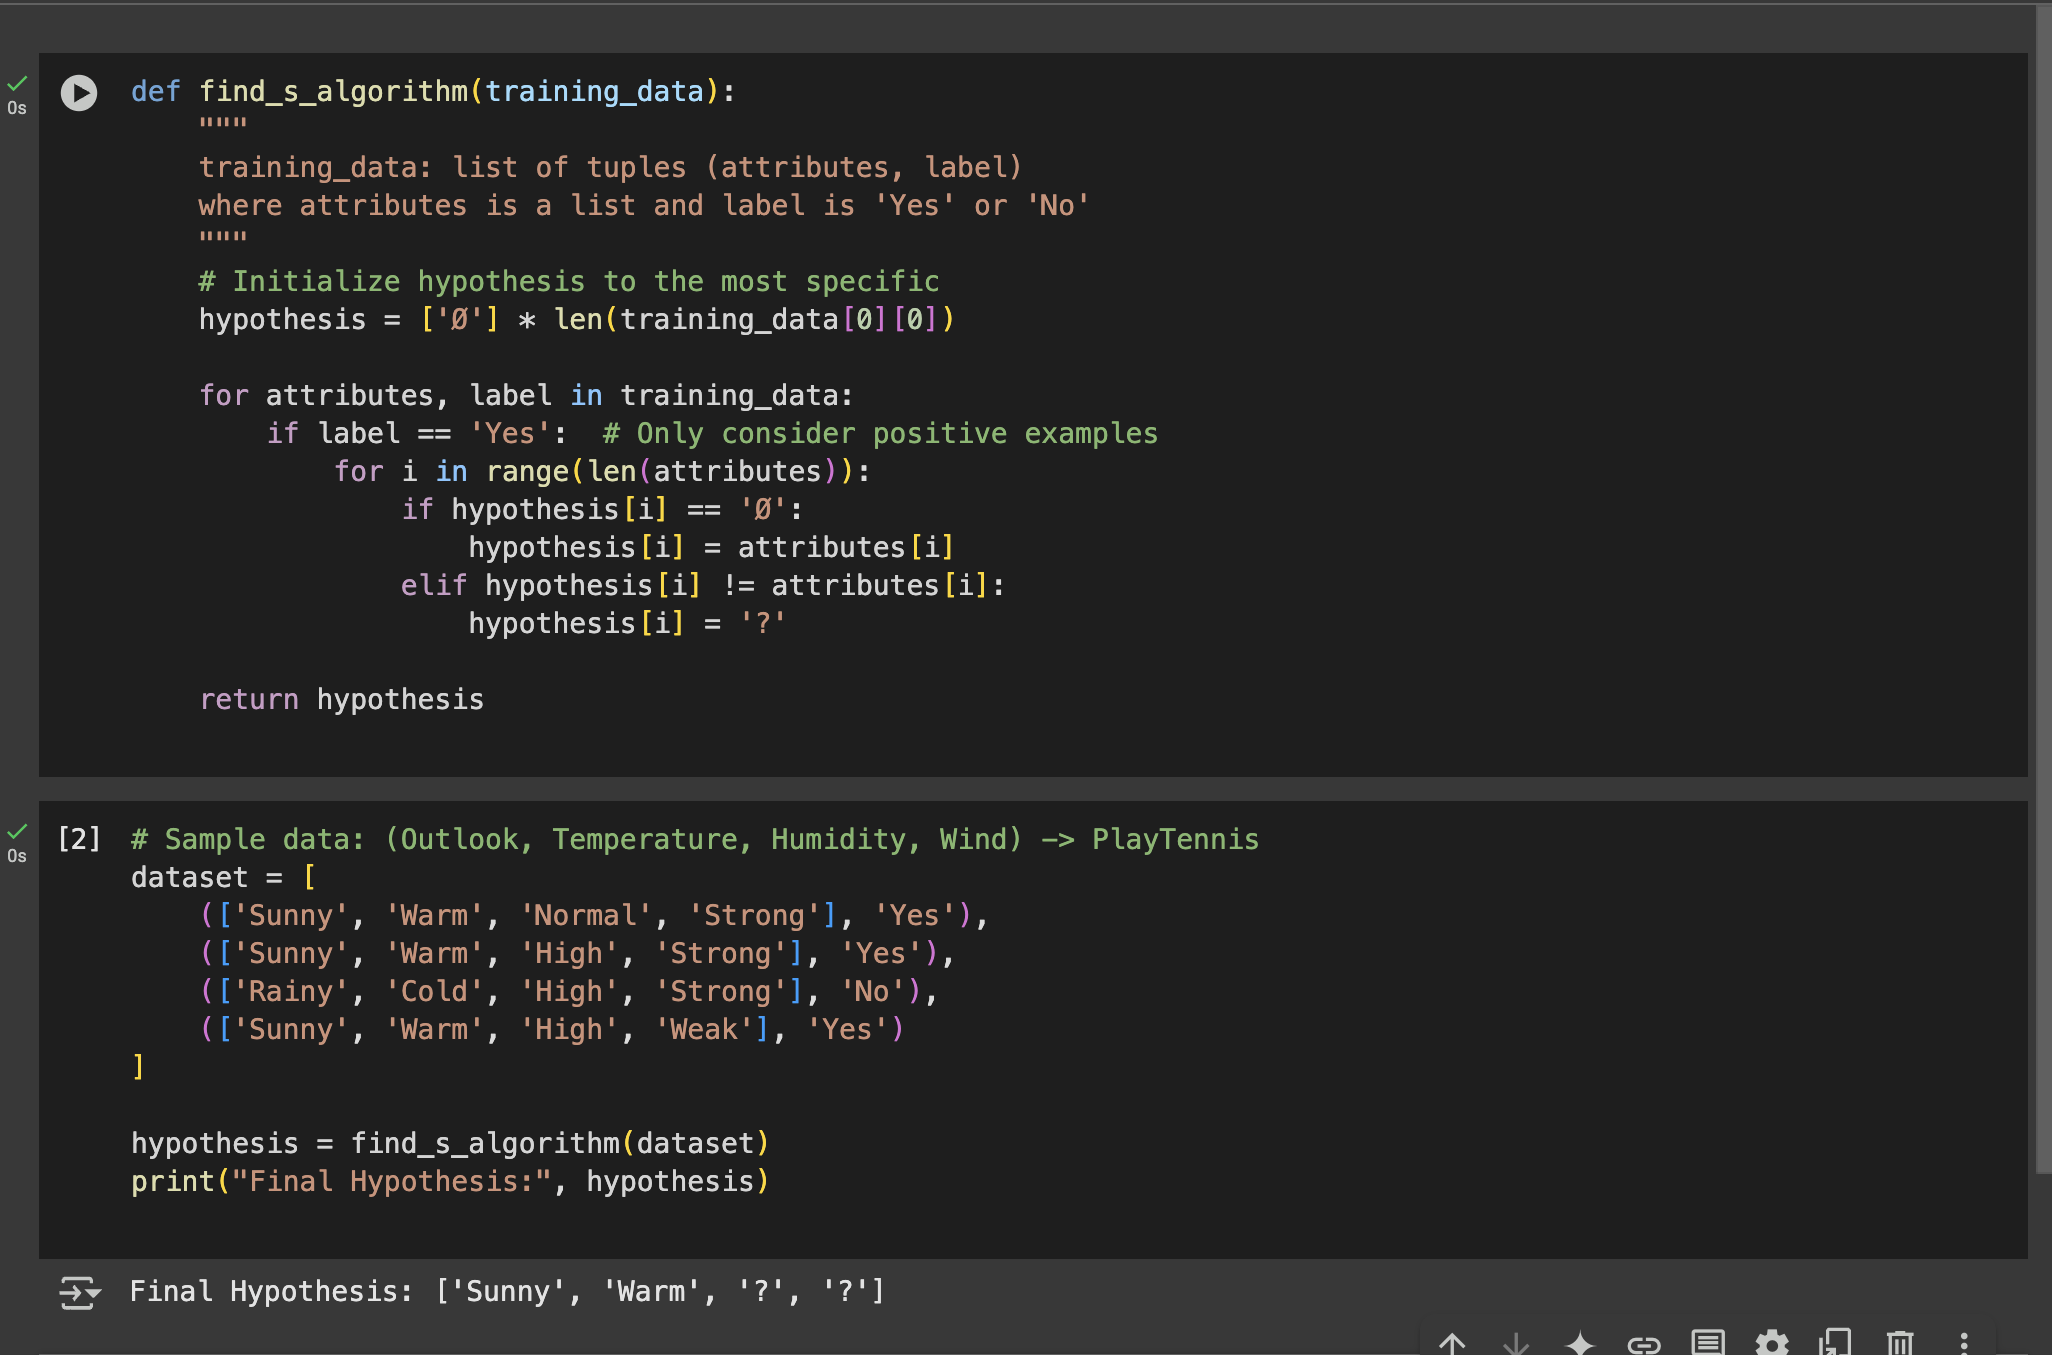 0s
def find_s_algorithm(training_data):
    """
    training_data: list of tuples (attributes, label)
    where attributes is a list and label is 'Yes' or 'No'
    """
    # Initialize hypothesis to the most specific
    hypothesis = ['Ø'] * len(training_data[0][0])
    for attributes, label in training_data:
        if label == 'Yes':  # Only consider positive examples
            for i in range(len(attributes)):
                if hypothesis[i] == 'Ø':
                    hypothesis[i] = attributes[i]
                elif hypothesis[i] != attributes[i]:
                    hypothesis[i] = '?'
    return hypothesis
0s
[2]
# Sample data: (Outlook, Temperature, Humidity, Wind) -> PlayTennis
dataset = [
    (['Sunny', 'Warm', 'Normal', 'Strong'], 'Yes'),
    (['Sunny', 'Warm', 'High', 'Strong'], 'Yes'),
    (['Rainy', 'Cold', 'High', 'Strong'], 'No'),
    (['Sunny', 'Warm', 'High', 'Weak'], 'Yes')
]
hypothesis = find_s_algorithm(dataset)
print("Final Hypothesis:", hypothesis)
Final Hypothesis: ['Sunny', 'Warm', '?', '?']